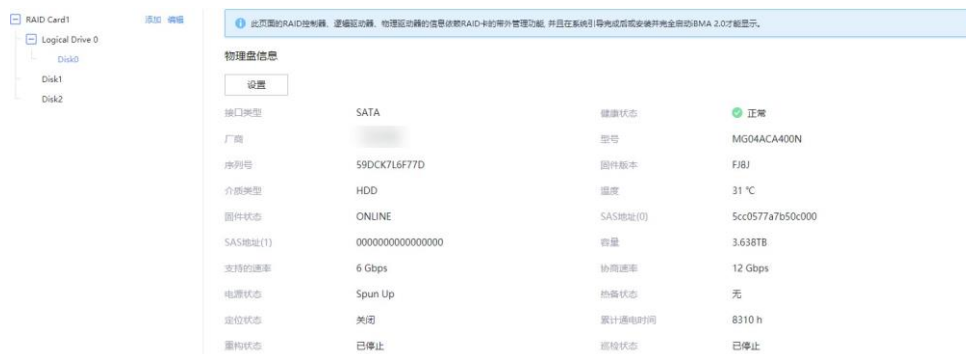 RAID Card1 添加 编辑
Logical Drive 0
Disk0
Disk1
Disk2
此页面的RAID控制器、逻辑驱动器、物理驱动器的信息依赖RAID卡的带外管理功能, 并且在系统引导完成后或安装并完全启动iBMA 2.0才能显示。
物理盘信息
设置
接口类型 SATA 健康状态 正常
厂商 型号 MG04ACA400N
序列号 59DCK7L6F77D 固件版本 FJ8J
介质类型 HDD 温度 31 ℃
固件状态 ONLINE SAS地址(0) 5cc0577a7b50c000
SAS地址(1) 0000000000000000 容量 3.638TB
支持的速率 6 Gbps 协商速率 12 Gbps
电源状态 Spun Up 热备状态 无
定位状态 关闭 累计通电时间 8310 h
重构状态 已停止 巡检状态 已停止